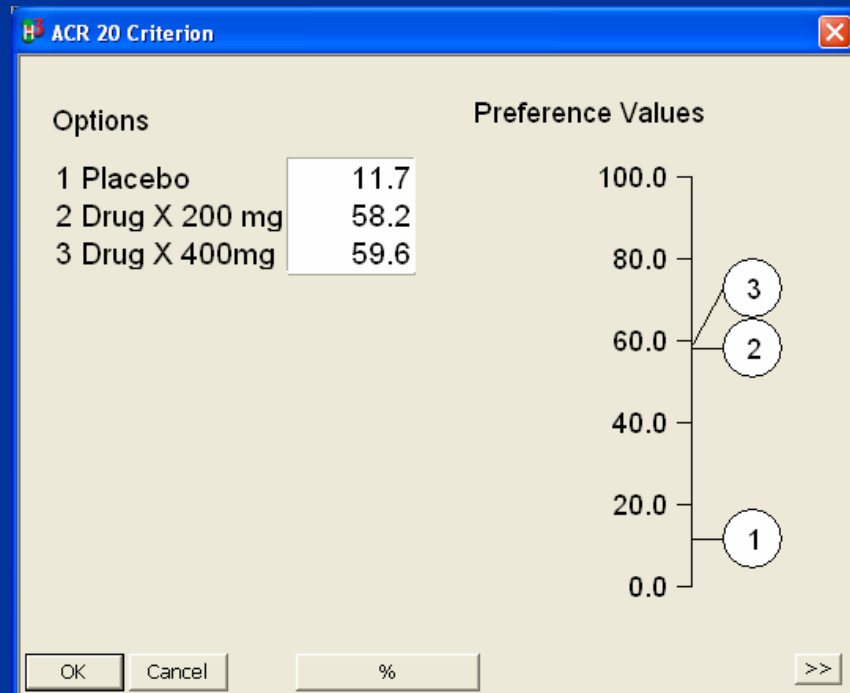 H3 ACR 20 Criterion
Options
1 Placebo 11.7
2 Drug X 200 mg 58.2
3 Drug X 400mg 59.6
Preference Values
100.0
80.0
3
60.0
2
40.0
20.0
1
0.0
OK Cancel % >>